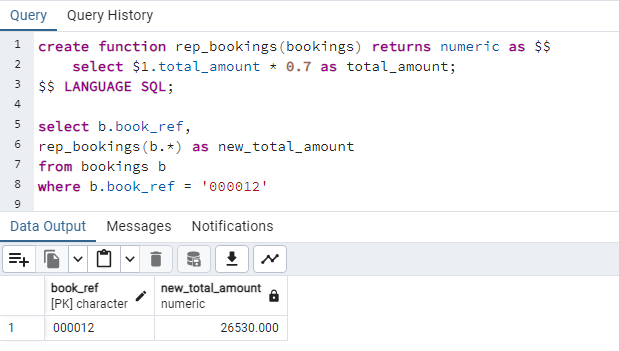 Query Query History
1 create function rep_bookings(bookings) returns numeric as $$
2 select $1.total_amount * 0.7 as total_amount;
3 $$ LANGUAGE SQL;
4
5 select b.book_ref,
6 rep_bookings(b.*) as new_total_amount
7 from bookings b
8 where b.book_ref = '000012'
9
Data Output Messages Notifications
book_ref new_total_amount
[PK] character numeric
1 000012 26530.000